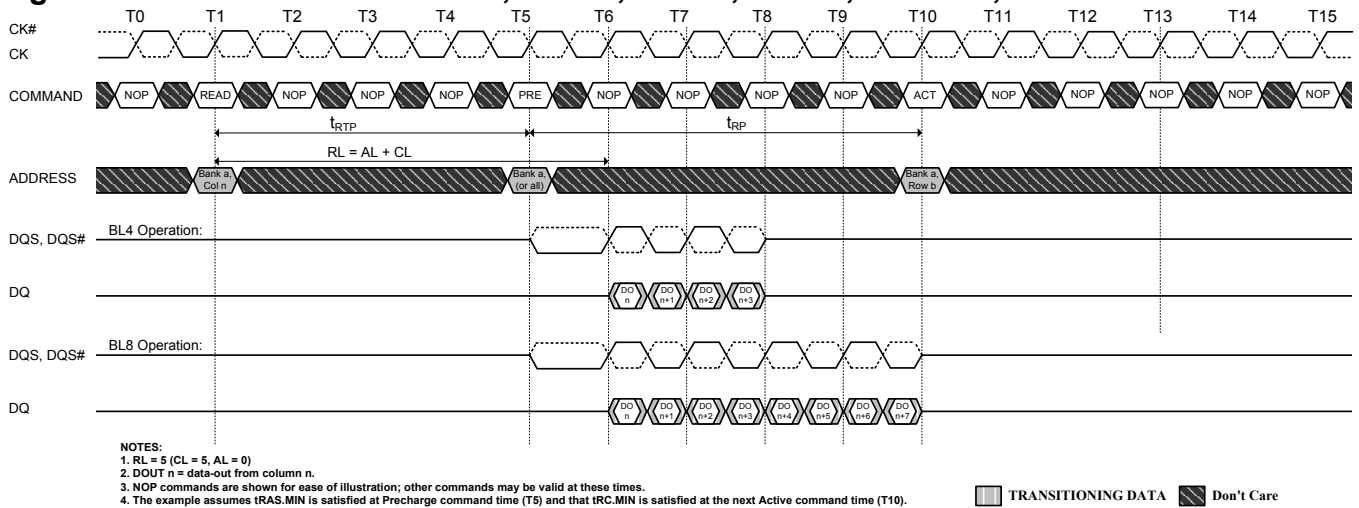 T0 T1 T2 T3 T4 T5 T6 T7 T8 T9 T10 T11 T12 T13 T14 T15
CK#
CK
COMMAND NOP READ NOP NOP NOP PRE NOP NOP NOP NOP ACT NOP NOP NOP NOP NOP
tRTP tRP
RL = AL + CL
ADDRESS Bank a, Col n Bank a, (or all) Bank a, Row b
BL4 Operation:
DQS, DQS#
DQ DO n DO n+1 DO n+2 DO n+3
BL8 Operation:
DQS, DQS#
DQ DO n DO n+1 DO n+2 DO n+3 DO n+4 DO n+5 DO n+6 DO n+7
NOTES:
1. RL = 5 (CL = 5, AL = 0)
2. DOUT n = data-out from column n.
3. NOP commands are shown for ease of illustration; other commands may be valid at these times.
4. The example assumes tRAS.MIN is satisfied at Precharge command time (T5) and that tRC.MIN is satisfied at the next Active command time (T10).
TRANSITIONING DATA Don't Care